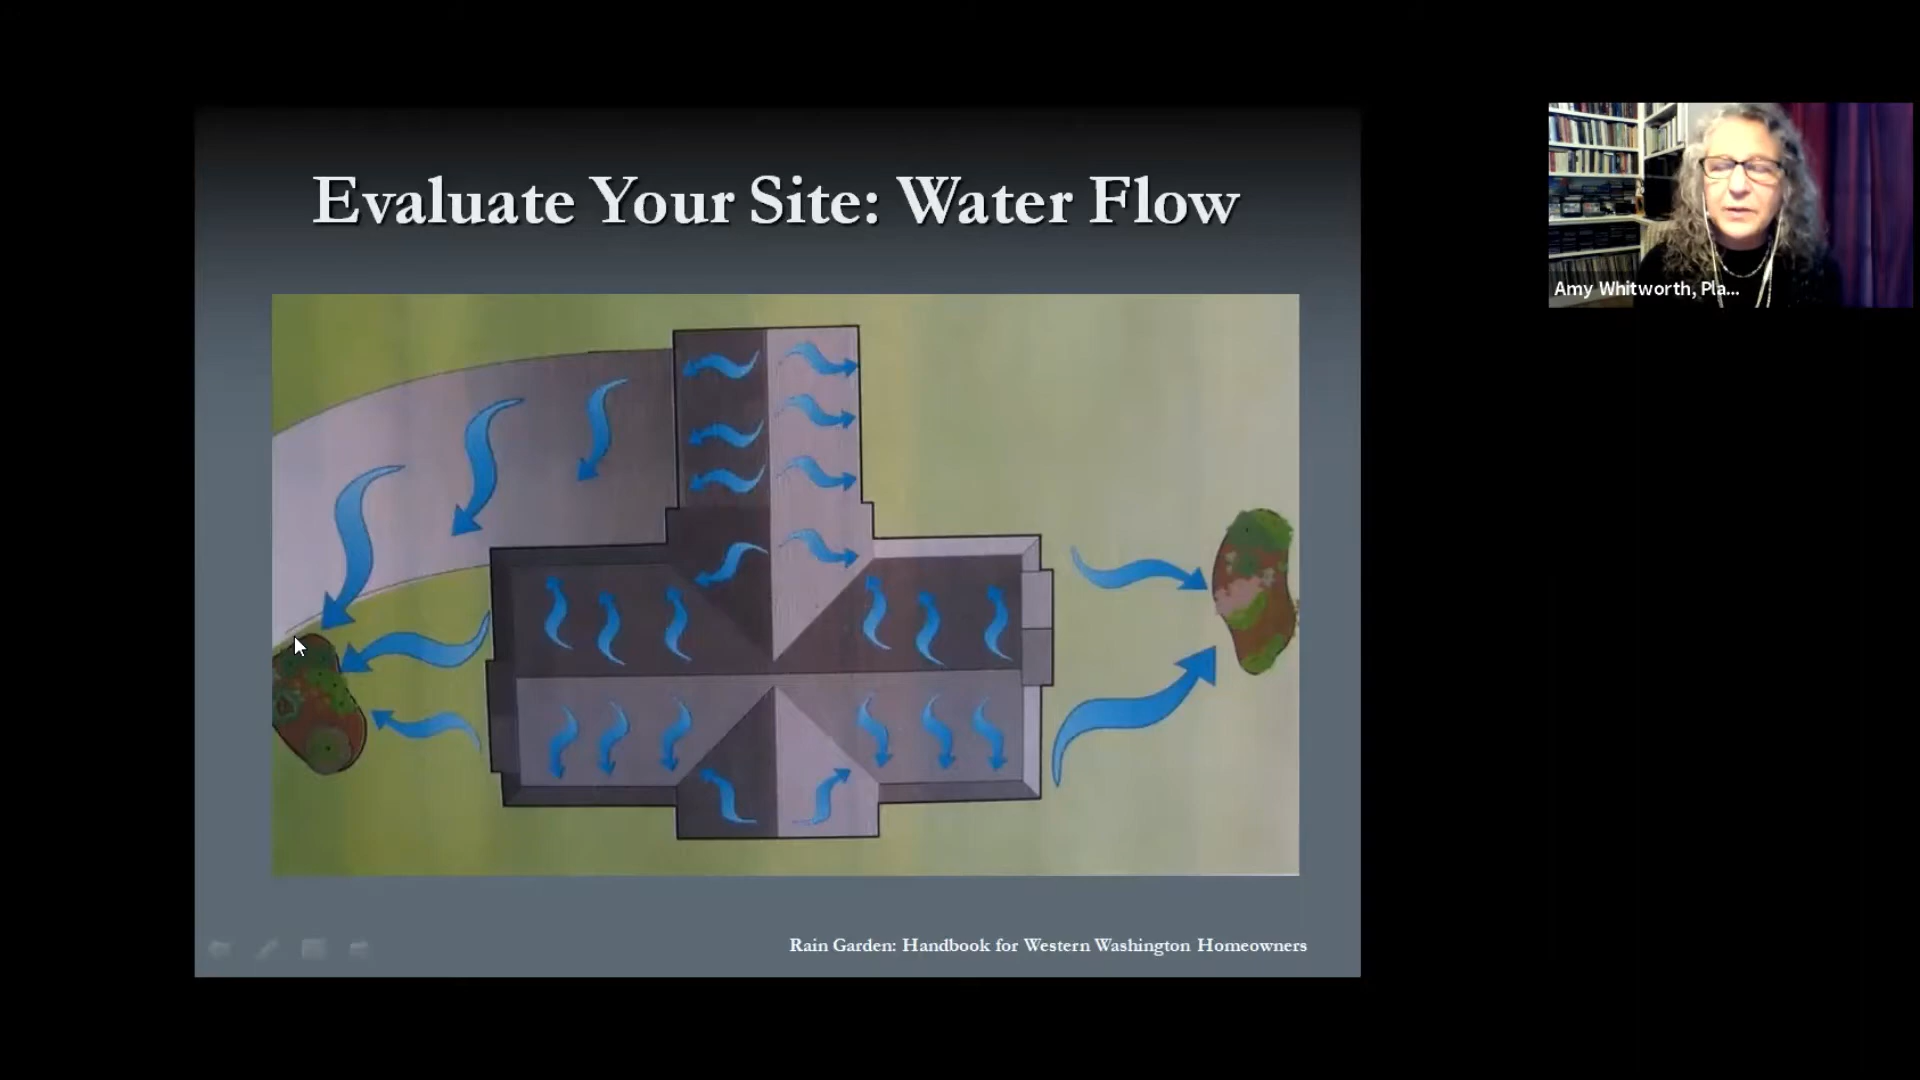 Evaluate Your Site: Water Flow
Amy Whitworth, Pla...
Rain Garden: Handbook for Western Washington Homeowners